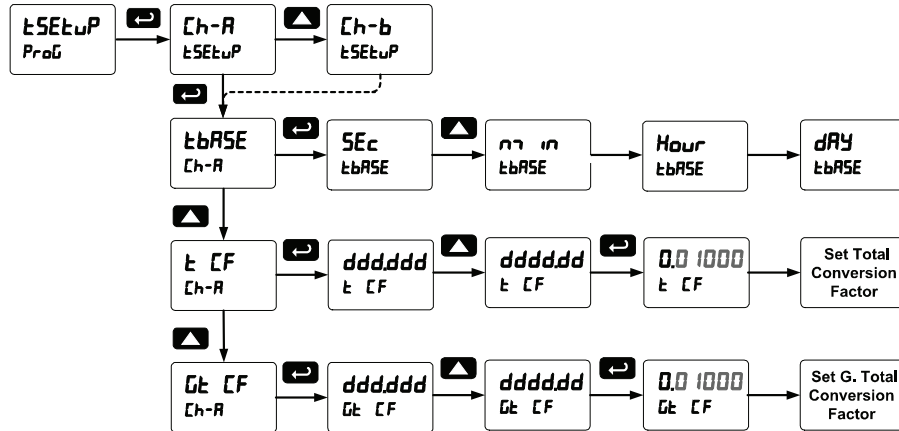 tSEtuP
ProG
Ch-A
tSEtuP
Ch-b
tSEtuP
tbASE
Ch-A
SEc
tbASE
min
tbASE
Hour
tbASE
dAY
tbASE
t CF
Ch-A
ddd.ddd
t CF
dddd.dd
t CF
0.01000
t CF
Set Total
Conversion
Factor
Gt CF
Ch-A
ddd.ddd
Gt CF
dddd.dd
Gt CF
0.01000
Gt CF
Set G. Total
Conversion
Factor